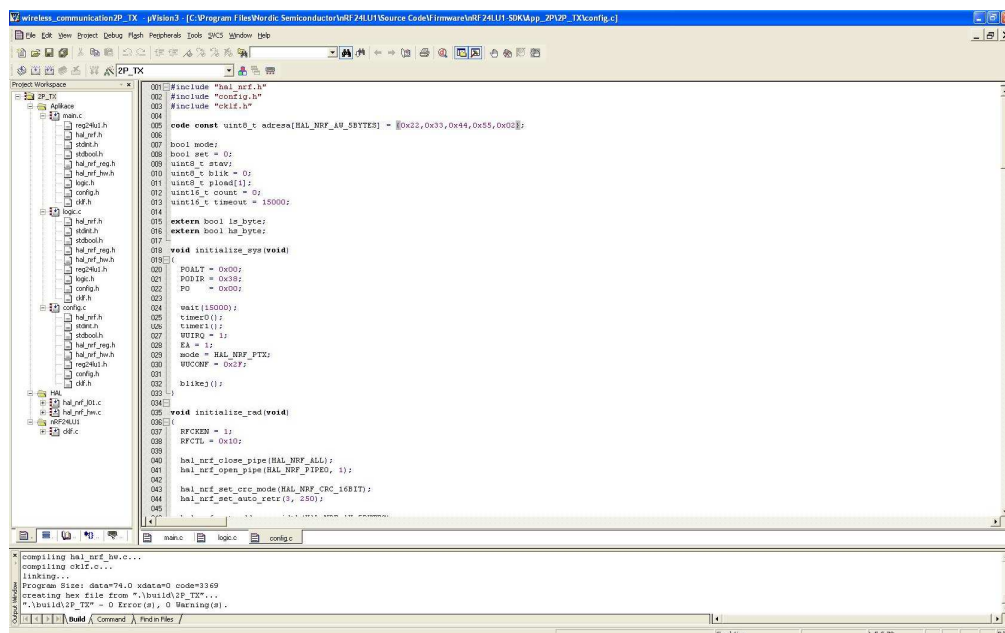 wireless_communication2P_TX - µVision3 - [C:\Program Files\Nordic Semiconductor\nRF24LU1\Source Code\Firmware\nRF24LU1-SDK\App_2P\2P_TX\config.c]
File Edit View Project Debug Flash Peripherals Tools SVCS Window Help
2P_TX
Project Workspace
2P_TX
Aplikace
main.c
reg24lu1.h
hal_nrf.h
stdint.h
stdbool.h
hal_nrf_reg.h
hal_nrf_hw.h
logic.h
config.h
cklf.h
logic.c
hal_nrf.h
stdint.h
stdbool.h
hal_nrf_reg.h
hal_nrf_hw.h
reg24lu1.h
logic.h
config.h
cklf.h
config.c
hal_nrf.h
stdint.h
stdbool.h
hal_nrf_reg.h
hal_nrf_hw.h
reg24lu1.h
config.h
cklf.h
HAL
hal_nrf_l01.c
hal_nrf_hw.c
nRF24LU1
cklf.c
001 #include "hal_nrf.h"
002 #include "config.h"
003 #include "cklf.h"
004
005 code const uint8_t adresa[HAL_NRF_AW_5BYTES] = {0x22,0x33,0x44,0x55,0x02};
006
007 bool mode;
008 bool set = 0;
009 uint8_t stav;
010 uint8_t blik = 0;
011 uint8_t pload[1];
012 uint16_t count = 0;
013 uint16_t timeout = 15000;
014
015 extern bool ls_byte;
016 extern bool hs_byte;
017
018 void initialize_sys(void)
019 {
020 P0ALT = 0x00;
021 P0DIR = 0x38;
022 P0 = 0x00;
023
024 wait(15000);
025 timer0();
026 timer1();
027 WUIRQ = 1;
028 EA = 1;
029 mode = HAL_NRF_PTX;
030 WUCONF = 0x2F;
031
032 blikej();
033 }
034
035 void initialize_rad(void)
036 {
037 RFCKEN = 1;
038 RFCTL = 0x10;
039
040 hal_nrf_close_pipe(HAL_NRF_ALL);
041 hal_nrf_open_pipe(HAL_NRF_PIPE0, 1);
042
043 hal_nrf_set_crc_mode(HAL_NRF_CRC_16BIT);
044 hal_nrf_set_auto_retr(3, 250);
045
main.c logic.c config.c
compiling hal_nrf_hw.c...
compiling cklf.c...
linking...
Program Size: data=74.0 xdata=0 code=3369
creating hex file from ".\build\2P_TX"...
".\build\2P_TX" - 0 Error(s), 0 Warning(s).
Output Window
Build Command Find in Files